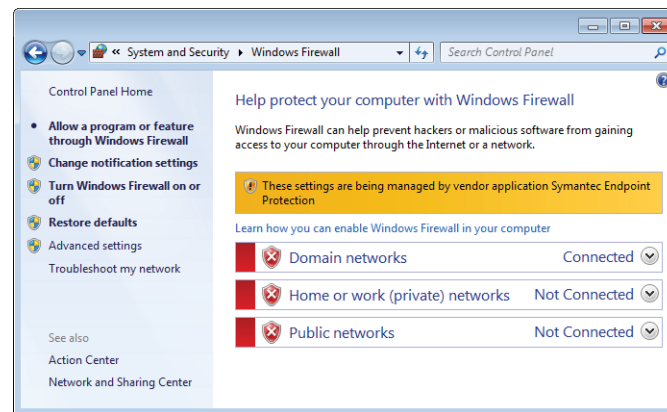 « System and Security ▸ Windows Firewall
Search Control Panel
Control Panel Home
Allow a program or feature
through Windows Firewall
Change notification settings
Turn Windows Firewall on or
off
Restore defaults
Advanced settings
Troubleshoot my network
See also
Action Center
Network and Sharing Center
Help protect your computer with Windows Firewall
Windows Firewall can help prevent hackers or malicious software from gaining
access to your computer through the Internet or a network.
These settings are being managed by vendor application Symantec Endpoint
Protection
Learn how you can enable Windows Firewall in your computer
Domain networks Connected
Home or work (private) networks Not Connected
Public networks Not Connected